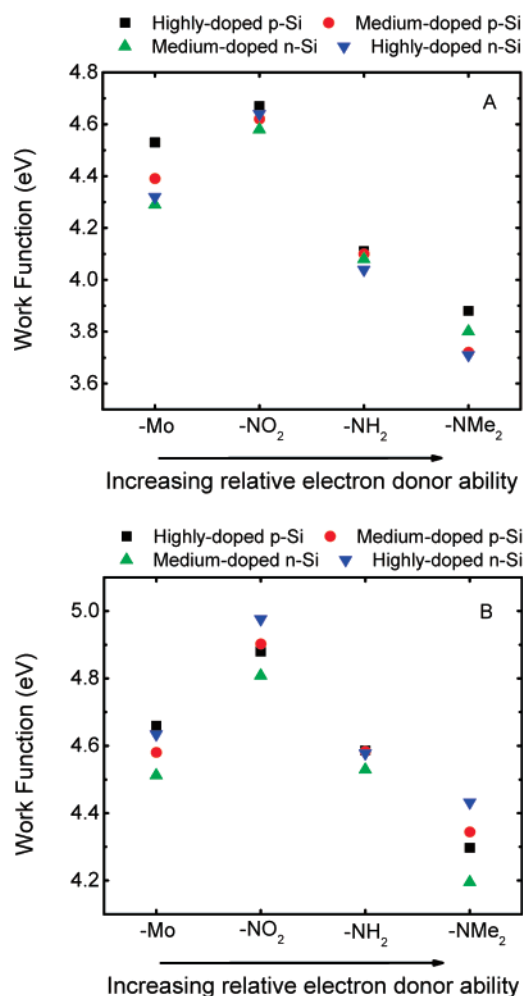 Highly-doped p-Si Medium-doped p-Si
Medium-doped n-Si Highly-doped n-Si
A
4.8
4.6
4.4
4.2
4.0
3.8
3.6
Work Function (eV)
-Mo -NO₂ -NH₂ -NMe₂
Increasing relative electron donor ability
Highly-doped p-Si Medium-doped p-Si
Medium-doped n-Si Highly-doped n-Si
B
5.0
4.8
4.6
4.4
4.2
Work Function (eV)
-Mo -NO₂ -NH₂ -NMe₂
Increasing relative electron donor ability